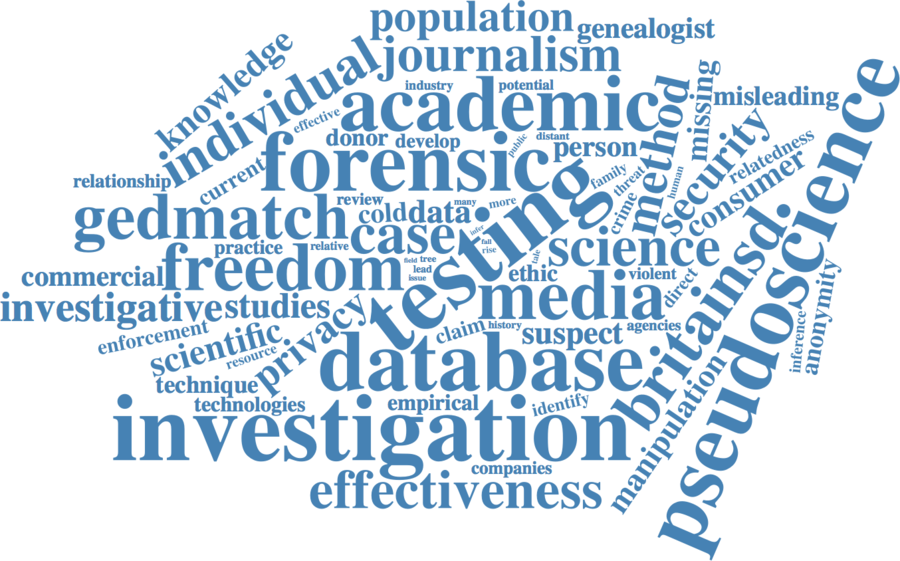 population
genealogist
journalism
knowledge
individual
industry
potential
academic
effective
missing
misleading
method
donor
develop
public
distant
person
forensic
security
relatedness
relationship
current
family
threat
human
consumer
pseudoscience
gedmatch
review
many
more
cold
data
crime
case
infer
testing
practice
relative
fall
rise
science
tale
britainsdj
freedom
field
tree
lead
issue
ethic
violent
direct
commercial
media
anonymity
investigative
studies
privacy
enforcement
scientific
resource
claim
history
suspect
agencies
inference
database
technique
technologies
empirical
identify
manipulation
investigation
companies
effectiveness